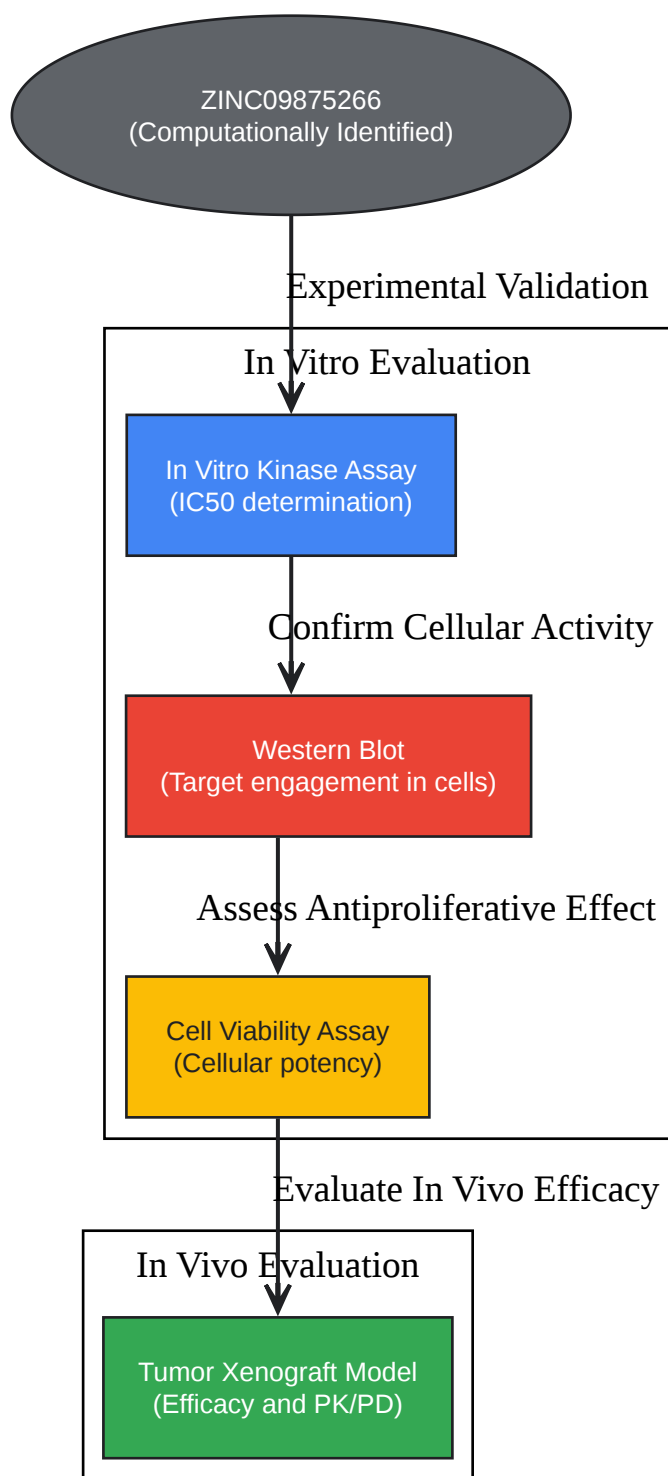 ZINC09875266
(Computationally Identified)
Experimental Validation
In Vitro Evaluation
In Vitro Kinase Assay
(IC50 determination)
Confirm Cellular Activity
Western Blot
(Target engagement in cells)
Assess Antiproliferative Effect
Cell Viability Assay
(Cellular potency)
Evaluate In Vivo Efficacy
In Vivo Evaluation
Tumor Xenograft Model
(Efficacy and PK/PD)